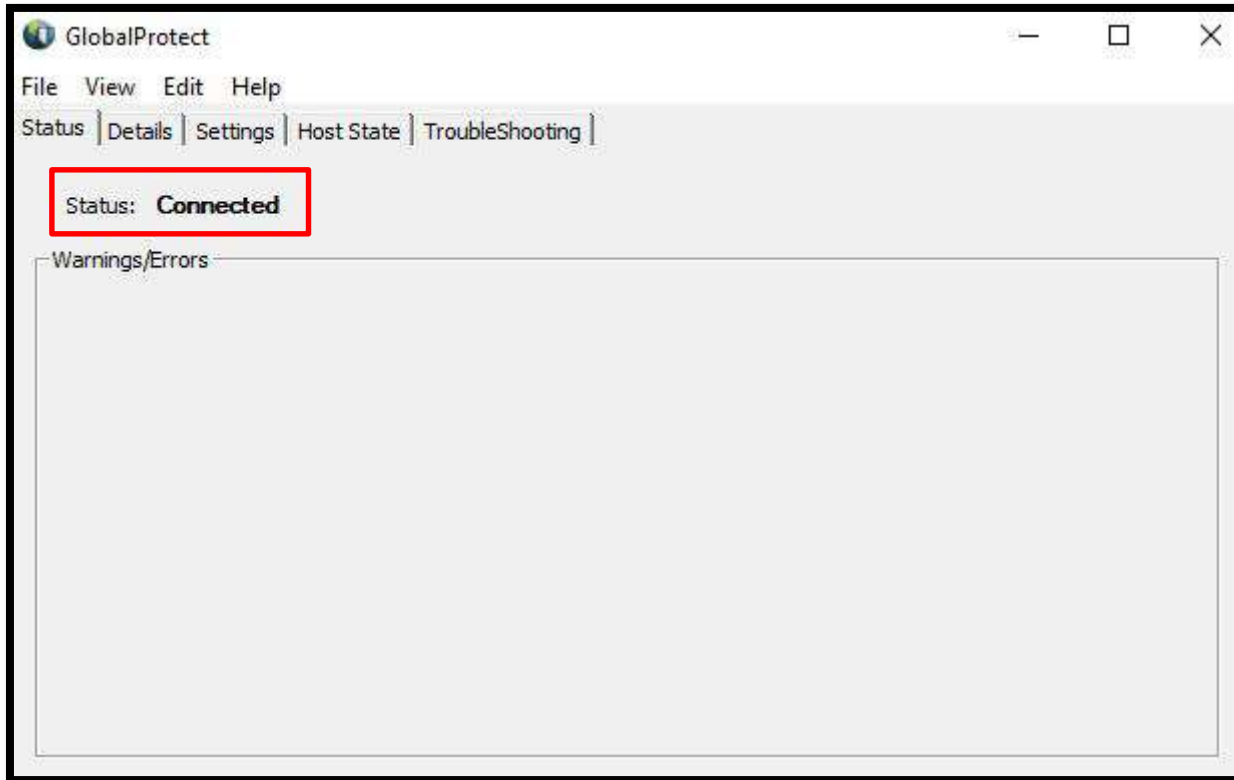 GlobalProtect
File View Edit Help
Status Details Settings Host State TroubleShooting
Status: Connected
Warnings/Errors